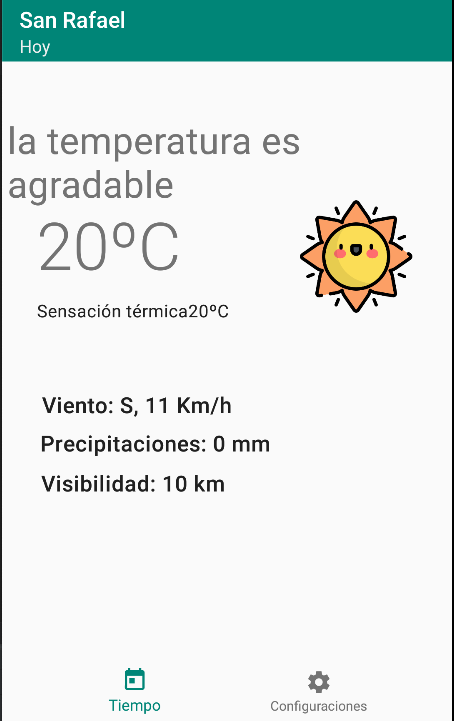 San Rafael
Hoy
la temperatura es
agradable
20ºC
Sensación térmica20ºC
Viento: S, 11 Km/h
Precipitaciones: 0 mm
Visibilidad: 10 km
Tiempo
Configuraciones